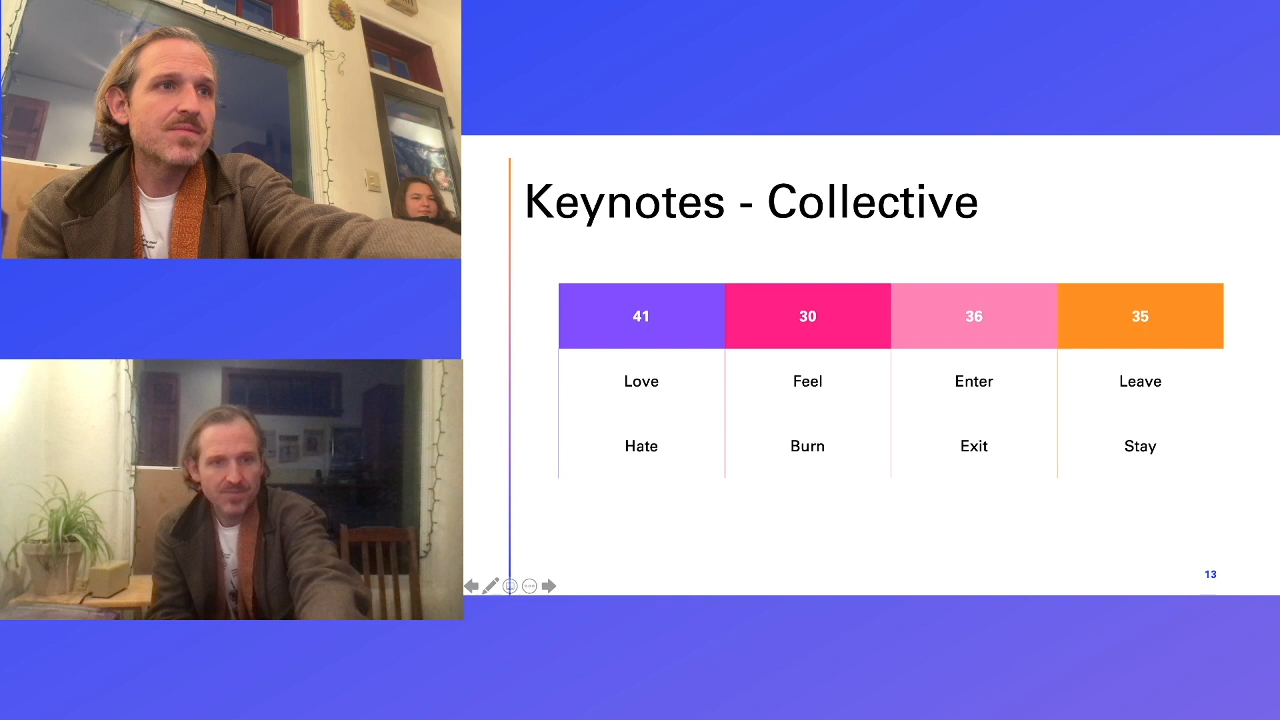 Keynotes - Collective
41 30 36 35
Love Feel Enter Leave
Hate Burn Exit Stay
13